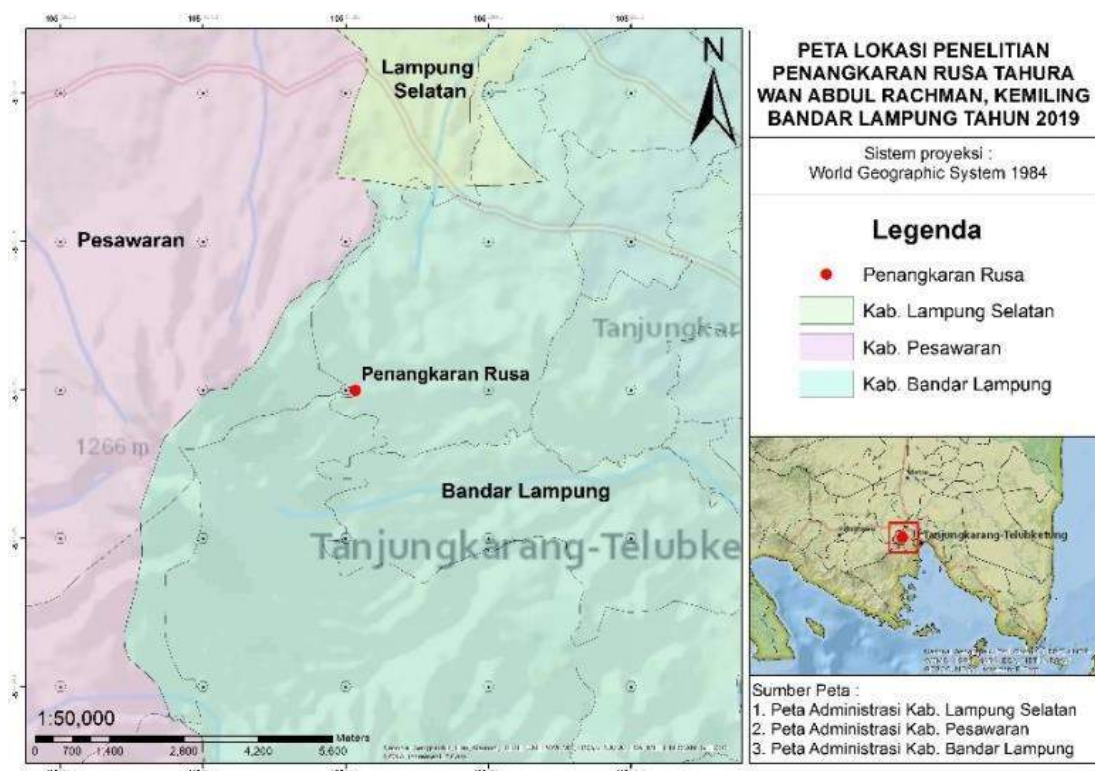 Lampung
Selatan
N
Pesawaran
Tanjungkar
Penangkaran Rusa
1266 m
Bandar Lampung
Tanjungkarang-Telubke
1:50,000
Meters
0 700 1,400 2,800 4,200 5,600
PETA LOKASI PENELITIAN
PENANGKARAN RUSA TAHURA
WAN ABDUL RACHMAN, KEMILING
BANDAR LAMPUNG TAHUN 2019
Sistem proyeksi :
World Geographic System 1984
Legenda
Penangkaran Rusa
Kab. Lampung Selatan
Kab. Pesawaran
Kab. Bandar Lampung
Tanjungkarang-Telubketung
Sumber Peta :
1. Peta Administrasi Kab. Lampung Selatan
2. Peta Administrasi Kab. Pesawaran
3. Peta Administrasi Kab. Bandar Lampung